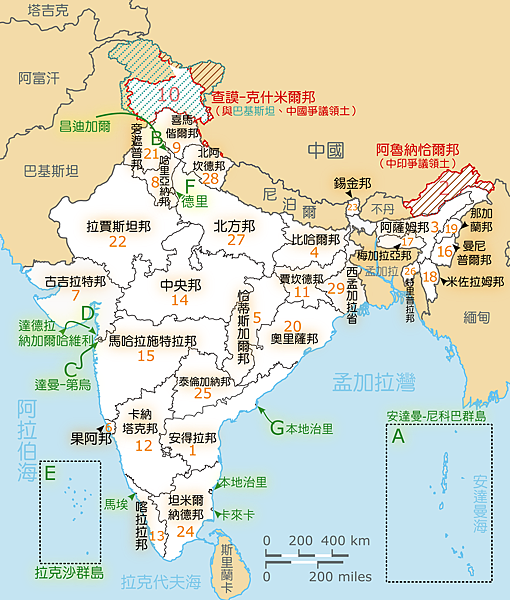 塔吉克
阿富汗
巴基斯坦
中國
尼泊爾
不丹
孟加拉
緬甸
斯里蘭卡
阿拉伯海
孟加拉灣
安達曼海
拉克代夫海
10
查謨-克什米爾邦
(與巴基斯坦、中國爭議領土)
阿魯納恰爾邦
(中印爭議領土)
2
昌迪加爾
B
喜馬
偕爾邦
9
旁遮普邦
21
哈里亞納邦
8
北阿
坎德邦
28
F
德里
錫金邦
23
拉賈斯坦邦
22
北方邦
27
比哈爾邦
4
阿薩姆邦
3
那加
蘭邦
19
梅加拉亞邦
17
曼尼
普爾邦
16
特里普拉邦
26
米佐拉姆邦
18
古吉拉特邦
7
中央邦
14
恰蒂斯加爾邦
5
賈坎德邦
11
西孟加拉省
29
20
奧里薩邦
D
達德拉
納加爾哈維利
C
達曼-第烏
馬哈拉施特拉邦
15
泰倫加納邦
25
果阿邦
6
卡納
塔克邦
12
安得拉邦
1
G本地治里
本地治里
卡來卡
馬埃
喀拉拉邦
13
坦米爾
納德邦
24
E
拉克沙群島
安達曼-尼科巴群島
A
0 200 400 km
0 200 miles